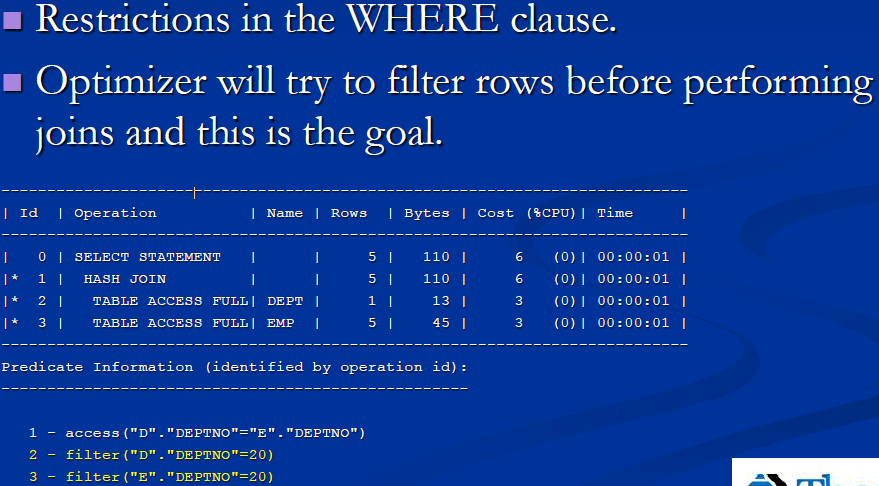 Restrictions in the WHERE clause.
Optimizer will try to filter rows before performing
joins and this is the goal.
--------------------------------------------------------------------------
| Id | Operation | Name | Rows | Bytes | Cost (%CPU)| Time |
--------------------------------------------------------------------------
| 0 | SELECT STATEMENT | | 5 | 110 | 6 (0)| 00:00:01 |
|* 1 | HASH JOIN | | 5 | 110 | 6 (0)| 00:00:01 |
|* 2 | TABLE ACCESS FULL| DEPT | 1 | 13 | 3 (0)| 00:00:01 |
|* 3 | TABLE ACCESS FULL| EMP | 5 | 45 | 3 (0)| 00:00:01 |
--------------------------------------------------------------------------
Predicate Information (identified by operation id):
---------------------------------------------------
1 - access("D"."DEPTNO"="E"."DEPTNO")
2 - filter("D"."DEPTNO"=20)
3 - filter("E"."DEPTNO"=20)